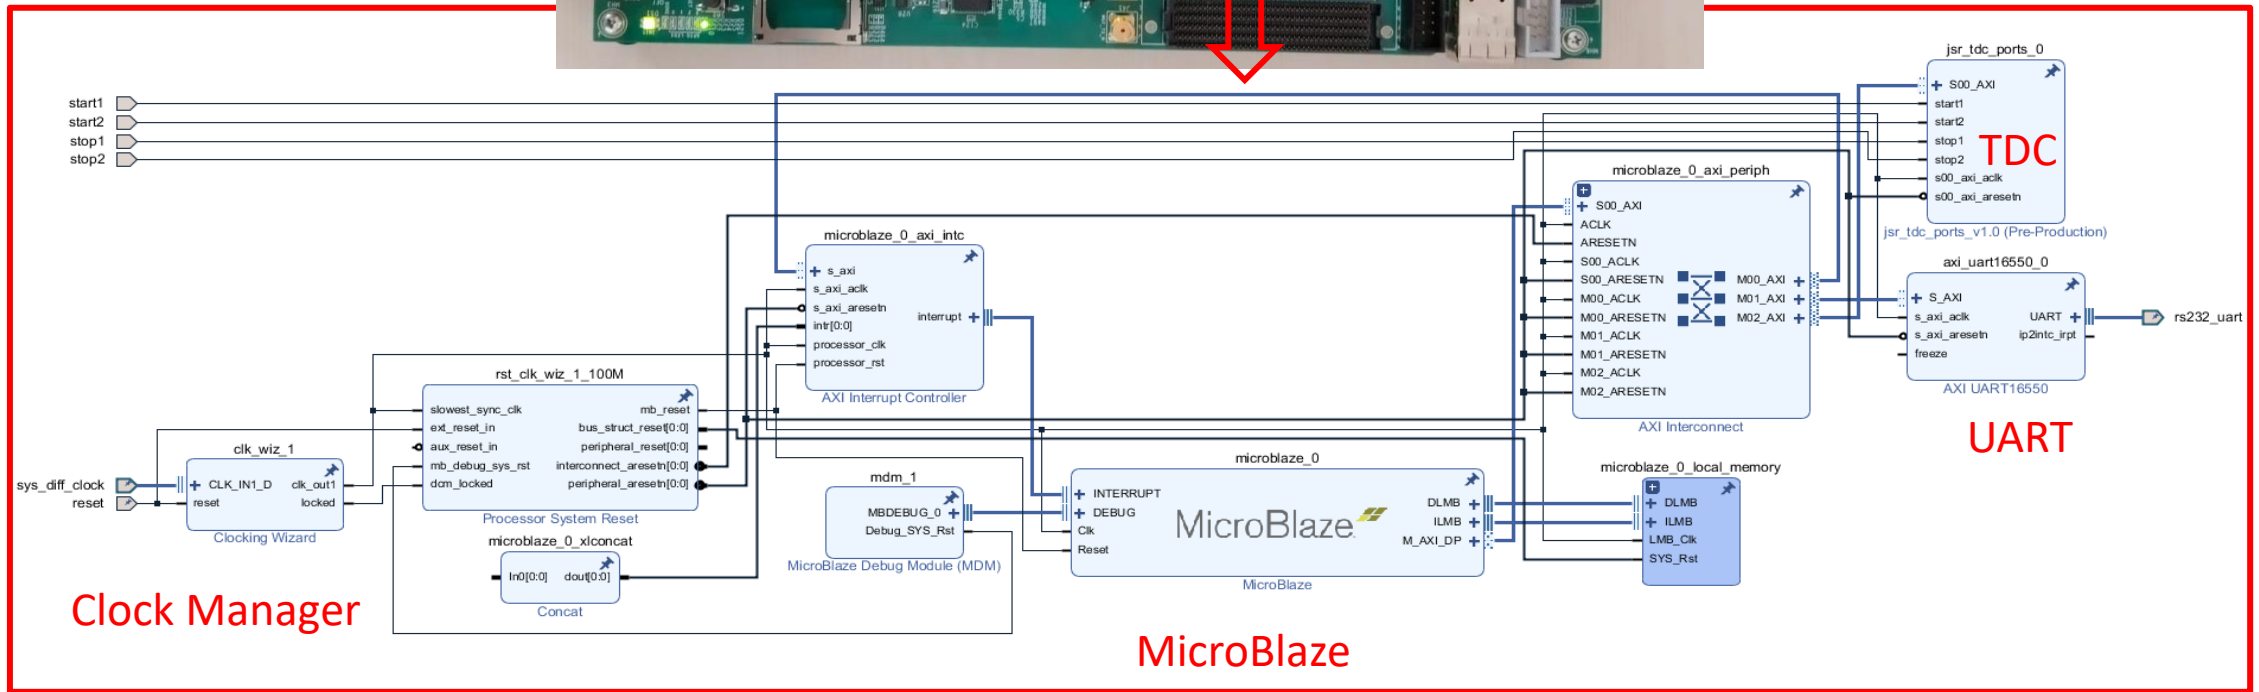 start1
start2
stop1
stop2
jsr_tdc_ports_0
S00_AXI
start1
start2
stop1
stop2
s00_axi_aclk
s00_axi_aresetn
TDC
jsr_tdc_ports_v1.0 (Pre-Production)
microblaze_0_axi_periph
S00_AXI
ACLK
ARESETN
S00_ACLK
S00_ARESETN
M00_ACLK
M00_ARESETN
M01_ACLK
M01_ARESETN
M02_ACLK
M02_ARESETN
M00_AXI
M01_AXI
M02_AXI
AXI Interconnect
axi_uart16550_0
S_AXI
s_axi_aclk
s_axi_aresetn
freeze
UART
ip2intc_irpt
AXI UART16550
rs232_uart
UART
microblaze_0_axi_intc
s_axi
s_axi_aclk
s_axi_aresetn
intr[0:0]
processor_clk
processor_rst
interrupt
AXI Interrupt Controller
rst_clk_wiz_1_100M
slowest_sync_clk
ext_reset_in
aux_reset_in
mb_debug_sys_rst
dcm_locked
mb_reset
bus_struct_reset[0:0]
peripheral_reset[0:0]
interconnect_aresetn[0:0]
peripheral_aresetn[0:0]
Processor System Reset
sys_diff_clock
reset
clk_wiz_1
CLK_IN1_D
reset
clk_out1
locked
Clocking Wizard
microblaze_0_xlconcat
In0[0:0]
dout[0:0]
Concat
mdm_1
MBDEBUG_0
Debug_SYS_Rst
MicroBlaze Debug Module (MDM)
microblaze_0
INTERRUPT
DEBUG
Clk
Reset
MicroBlaze
DLMB
ILMB
M_AXI_DP
MicroBlaze
microblaze_0_local_memory
DLMB
ILMB
LMB_Clk
SYS_Rst
Clock Manager
MicroBlaze